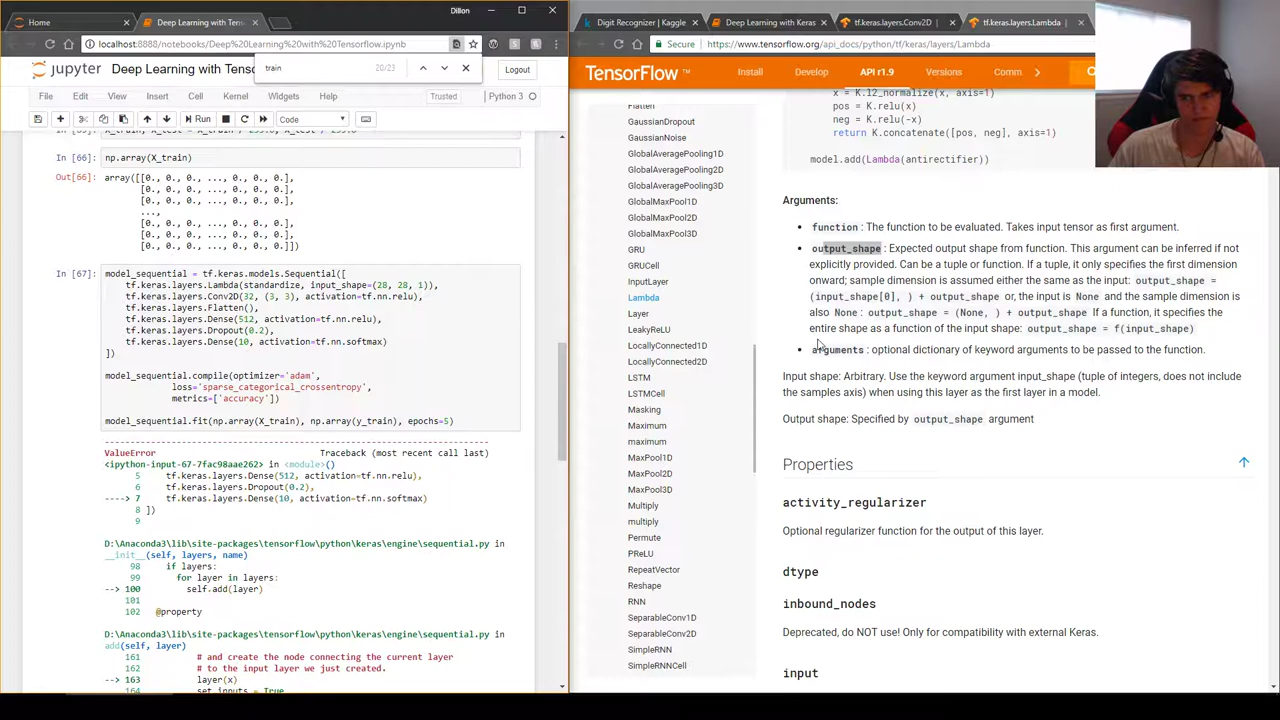 Dillon
Home
Deep Learning with Tens
localhost:8888/notebooks/Deep%20Learning%20with%20Tensorflow.ipynb
train
20/23
jupyter
Deep Learning with Tenso
Logout
File
Edit
View
Insert
Cell
Kernel
Widgets
Help
Trusted
Python 3
Run
Code
In [66]:
np.array(X_train)
Out[66]:
array([[0., 0., 0., ..., 0., 0., 0.],
[0., 0., 0., ..., 0., 0., 0.],
[0., 0., 0., ..., 0., 0., 0.],
...,
[0., 0., 0., ..., 0., 0., 0.],
[0., 0., 0., ..., 0., 0., 0.],
[0., 0., 0., ..., 0., 0., 0.]])
In [67]:
model_sequential = tf.keras.models.Sequential([
tf.keras.layers.Lambda(standardize, input_shape=(28, 28, 1)),
tf.keras.layers.Conv2D(32, (3, 3), activation=tf.nn.relu),
tf.keras.layers.Flatten(),
tf.keras.layers.Dense(512, activation=tf.nn.relu),
tf.keras.layers.Dropout(0.2),
tf.keras.layers.Dense(10, activation=tf.nn.softmax)
])
model_sequential.compile(optimizer='adam',
loss='sparse_categorical_crossentropy',
metrics=['accuracy'])
model_sequential.fit(np.array(X_train), np.array(y_train), epochs=5)
ValueError Traceback (most recent call last)
<ipython-input-67-7fac98aae262> in <module>()
5 tf.keras.layers.Dense(512, activation=tf.nn.relu),
6 tf.keras.layers.Dropout(0.2),
----> 7 tf.keras.layers.Dense(10, activation=tf.nn.softmax)
8 ])
9
D:\Anaconda3\lib\site-packages\tensorflow\python\keras\engine\sequential.py in
__init__(self, layers, name)
98 if layers:
99 for layer in layers:
--> 100 self.add(layer)
101
102 @property
D:\Anaconda3\lib\site-packages\tensorflow\python\keras\engine\sequential.py in
add(self, layer)
161 # and create the node connecting the current layer
162 # to the input layer we just created.
--> 163 layer(x)
164 set_inputs = True
Digit Recognizer | Kaggle
Deep Learning with Keras
tf.keras.layers.Conv2D
tf.keras.layers.Lambda
Secure
https://www.tensorflow.org/api_docs/python/tf/keras/layers/Lambda
TensorFlow™
Install
Develop
API r1.9
Versions
Comm
Flatten
GaussianDropout
GaussianNoise
GlobalAveragePooling1D
GlobalAveragePooling2D
GlobalAveragePooling3D
GlobalMaxPool1D
GlobalMaxPool2D
GlobalMaxPool3D
GRU
GRUCell
InputLayer
Lambda
Layer
LeakyReLU
LocallyConnected1D
LocallyConnected2D
LSTM
LSTMCell
Masking
Maximum
maximum
MaxPool1D
MaxPool2D
MaxPool3D
Multiply
multiply
Permute
PReLU
RepeatVector
Reshape
RNN
SeparableConv1D
SeparableConv2D
SimpleRNN
SimpleRNNCell
x = K.l2_normalize(x, axis=1)
pos = K.relu(x)
neg = K.relu(-x)
return K.concatenate([pos, neg], axis=1)
model.add(Lambda(antirectifier))
Arguments:
function : The function to be evaluated. Takes input tensor as first argument.
output_shape : Expected output shape from function. This argument can be inferred if not
explicitly provided. Can be a tuple or function. If a tuple, it only specifies the first dimension
onward; sample dimension is assumed either the same as the input: output_shape =
(input_shape[0], ) + output_shape or, the input is None and the sample dimension is
also None : output_shape = (None, ) + output_shape If a function, it specifies the
entire shape as a function of the input shape: output_shape = f(input_shape)
arguments : optional dictionary of keyword arguments to be passed to the function.
Input shape: Arbitrary. Use the keyword argument input_shape (tuple of integers, does not include
the samples axis) when using this layer as the first layer in a model.
Output shape: Specified by output_shape argument
Properties
activity_regularizer
Optional regularizer function for the output of this layer.
dtype
inbound_nodes
Deprecated, do NOT use! Only for compatibility with external Keras.
input